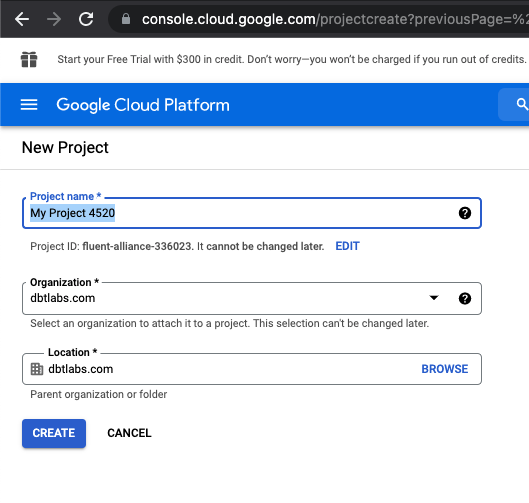 console.cloud.google.com/projectcreate?previousPage=%2
Start your Free Trial with $300 in credit. Don’t worry—you won’t be charged if you run out of credits.
Google Cloud Platform
New Project
Project name *
My Project 4520
Project ID: fluent-alliance-336023. It cannot be changed later. EDIT
Organization *
dbtlabs.com
Select an organization to attach it to a project. This selection can't be changed later.
Location *
dbtlabs.com BROWSE
Parent organization or folder
CREATE CANCEL